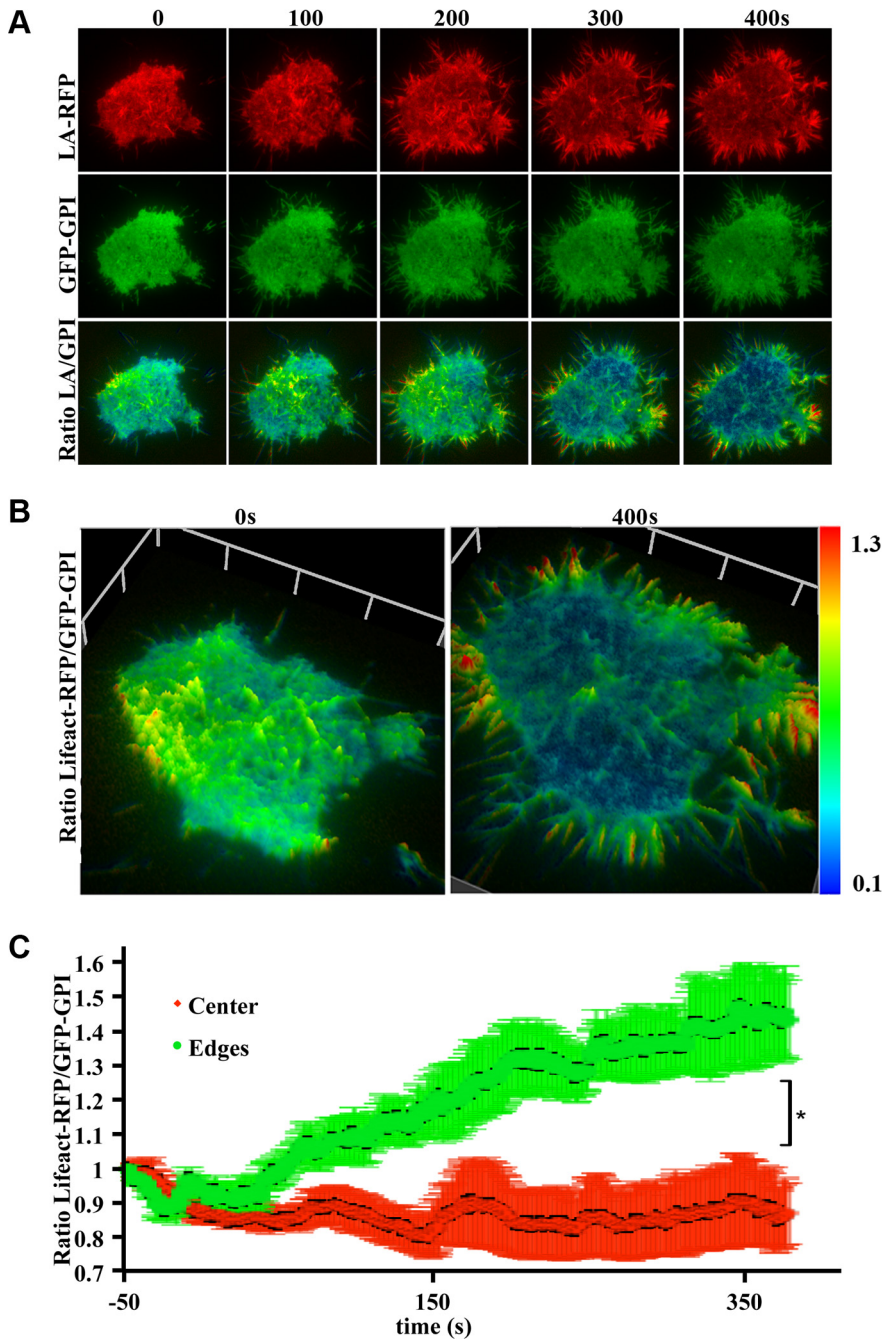 A
0 100 200 300 400s
LA-RFP
GFP-GPI
Ratio LA/GPI
B
0s 400s
Ratio Lifeact-RFP/GFP-GPI
1.3
0.1
C
Ratio Lifeact-RFP/GFP-GPI
1.6
1.5
1.4
1.3
1.2
1.1
1
0.9
0.8
0.7
Center
Edges
*
-50 150 350
time (s)